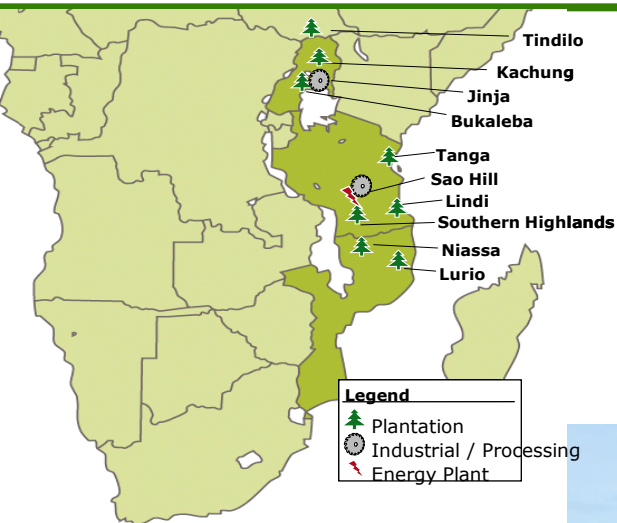 Tindilo
Kachung
Jinja
Bukaleba
Tanga
Sao Hill
Lindi
Southern Highlands
Niassa
Lurio
Legend
Plantation
Industrial / Processing
Energy Plant